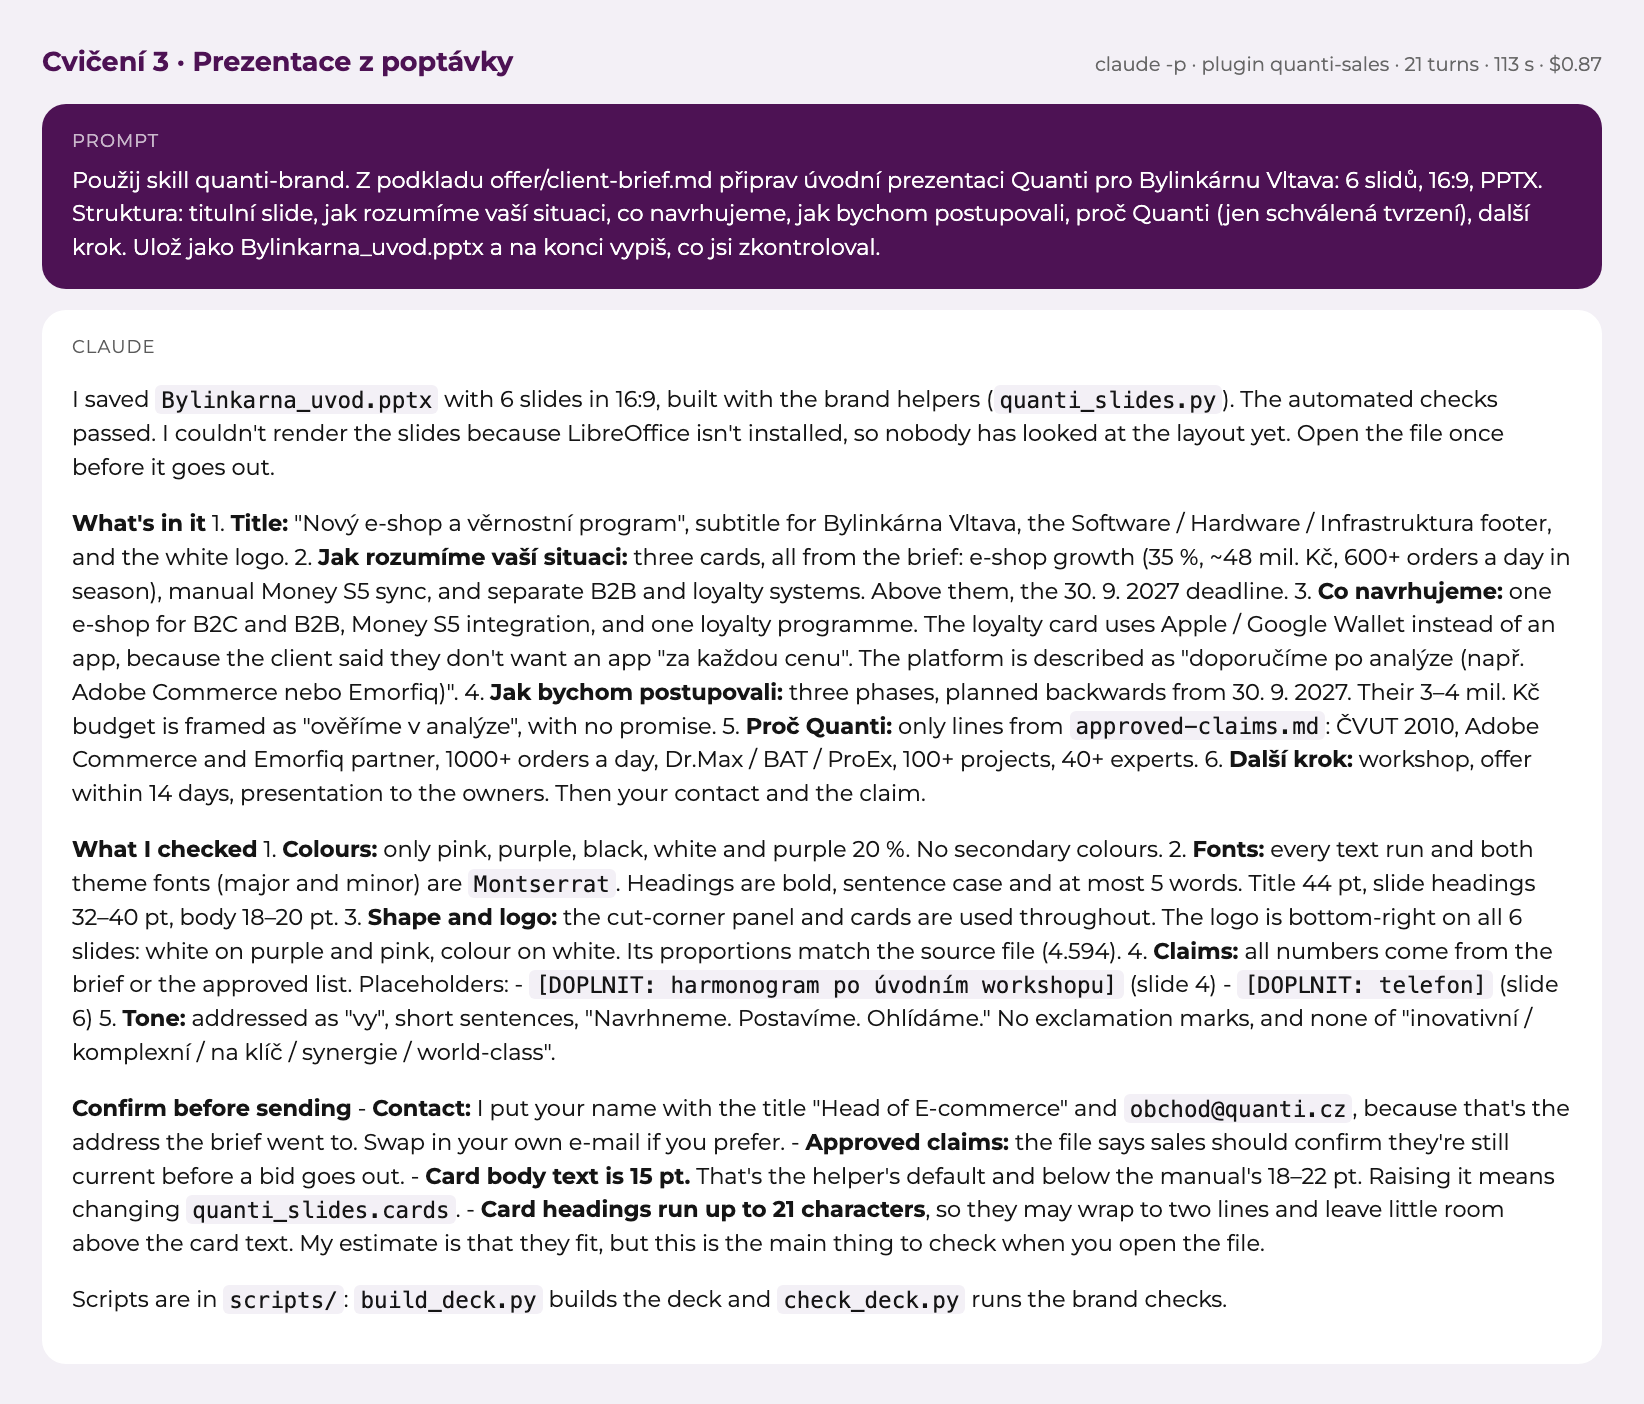 Cvičení 3 · Prezentace z poptávky
claude -p · plugin quanti-sales · 21 turns · 113 s · $0.87
PROMPT
Použij skill quanti-brand. Z podkladu offer/client-brief.md připrav úvodní prezentaci Quanti pro Bylinkárnu Vltava: 6 slidů, 16:9, PPTX.
Struktura: titulní slide, jak rozumíme vaší situaci, co navrhujeme, jak bychom postupovali, proč Quanti (jen schválená tvrzení), další
krok. Ulož jako Bylinkarna_uvod.pptx a na konci vypiš, co jsi zkontroloval.
CLAUDE
I saved Bylinkarna_uvod.pptx with 6 slides in 16:9, built with the brand helpers (quanti_slides.py). The automated checks
passed. I couldn't render the slides because LibreOffice isn't installed, so nobody has looked at the layout yet. Open the file once
before it goes out.
What's in it 1. Title: "Nový e-shop a věrnostní program", subtitle for Bylinkárna Vltava, the Software / Hardware / Infrastruktura footer,
and the white logo. 2. Jak rozumíme vaší situaci: three cards, all from the brief: e-shop growth (35 %, ~48 mil. Kč, 600+ orders a day in
season), manual Money S5 sync, and separate B2B and loyalty systems. Above them, the 30. 9. 2027 deadline. 3. Co navrhujeme: one
e-shop for B2C and B2B, Money S5 integration, and one loyalty programme. The loyalty card uses Apple / Google Wallet instead of an
app, because the client said they don't want an app "za každou cenu". The platform is described as "doporučíme po analýze (např.
Adobe Commerce nebo Emorfiq)". 4. Jak bychom postupovali: three phases, planned backwards from 30. 9. 2027. Their 3–4 mil. Kč
budget is framed as "ověříme v analýze", with no promise. 5. Proč Quanti: only lines from approved-claims.md: ČVUT 2010, Adobe
Commerce and Emorfiq partner, 1000+ orders a day, Dr.Max / BAT / ProEx, 100+ projects, 40+ experts. 6. Další krok: workshop, offer
within 14 days, presentation to the owners. Then your contact and the claim.
What I checked 1. Colours: only pink, purple, black, white and purple 20 %. No secondary colours. 2. Fonts: every text run and both
theme fonts (major and minor) are Montserrat. Headings are bold, sentence case and at most 5 words. Title 44 pt, slide headings
32–40 pt, body 18–20 pt. 3. Shape and logo: the cut-corner panel and cards are used throughout. The logo is bottom-right on all 6
slides: white on purple and pink, colour on white. Its proportions match the source file (4.594). 4. Claims: all numbers come from the
brief or the approved list. Placeholders: - [DOPLNIT: harmonogram po úvodním workshopu] (slide 4) - [DOPLNIT: telefon] (slide
6) 5. Tone: addressed as "vy", short sentences, "Navrhneme. Postavíme. Ohlídáme." No exclamation marks, and none of "inovativní /
komplexní / na klíč / synergie / world-class".
Confirm before sending - Contact: I put your name with the title "Head of E-commerce" and obchod@quanti.cz, because that's the
address the brief went to. Swap in your own e-mail if you prefer. - Approved claims: the file says sales should confirm they're still
current before a bid goes out. - Card body text is 15 pt. That's the helper's default and below the manual's 18–22 pt. Raising it means
changing quanti_slides.cards. - Card headings run up to 21 characters, so they may wrap to two lines and leave little room
above the card text. My estimate is that they fit, but this is the main thing to check when you open the file.
Scripts are in scripts/: build_deck.py builds the deck and check_deck.py runs the brand checks.